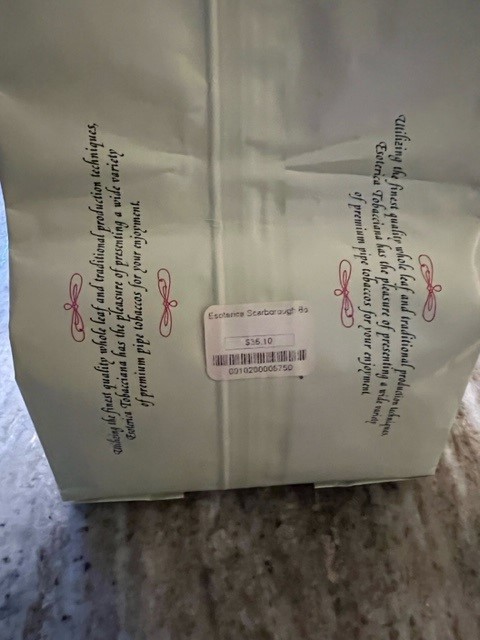 Utilizing the finest quality whole leaf and traditional production techniques,
Esoterica Tobacciana has the pleasure of presenting a wide variety
of premium pipe tobaccos for your enjoyment.
Esoterica Scarborough 8o
$35.10
0010200005750
Utilizing the finest quality whole leaf and traditional production techniques,
Esoterica Tobacciana has the pleasure of presenting a wide variety
of premium pipe tobaccos for your enjoyment.